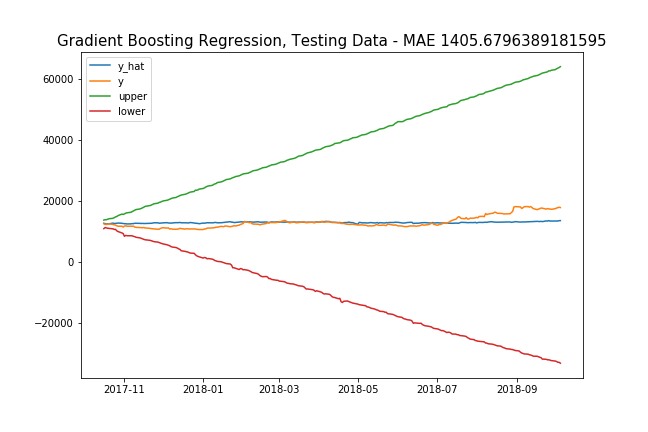 Gradient Boosting Regression, Testing Data - MAE 1405.6796389181595
y_hat
y
upper
lower
60000
40000
20000
0
−20000
2017-11 2018-01 2018-03 2018-05 2018-07 2018-09